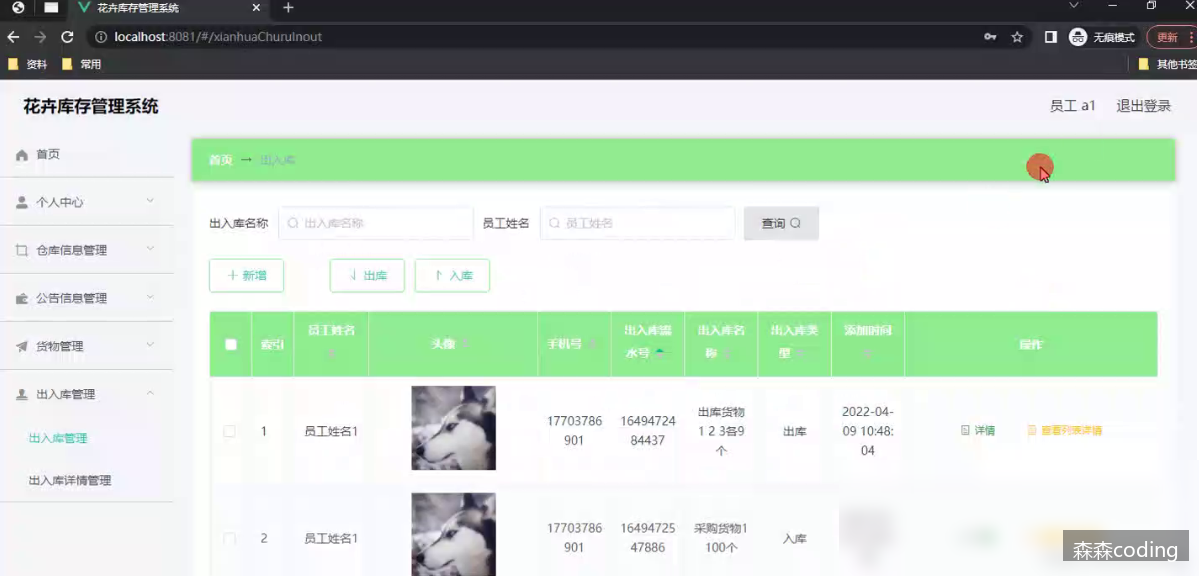 花卉库存管理系统
localhost:8081/#/xianhuaChuruInout
无痕模式
更新
资料
常用
其他书签
花卉库存管理系统
员工 a1
退出登录
首页
个人中心
仓库信息管理
公告信息管理
货物管理
出入库管理
出入库管理
出入库详情管理
首页 → 出入库
出入库名称
出入库名称
员工姓名
员工姓名
查询
+ 新增
出库
入库
索引
员工姓名
头像
手机号
出入库流
水号
出入库名
称
出入库类
型
添加时间
操作
1
员工姓名1
17703786
901
16494724
84437
出库货物
1 2 3各9
个
出库
2022-04-
09 10:48:
04
详情
查看列表详情
2
员工姓名1
17703786
901
16494725
47886
采购货物1
100个
入库
森森coding